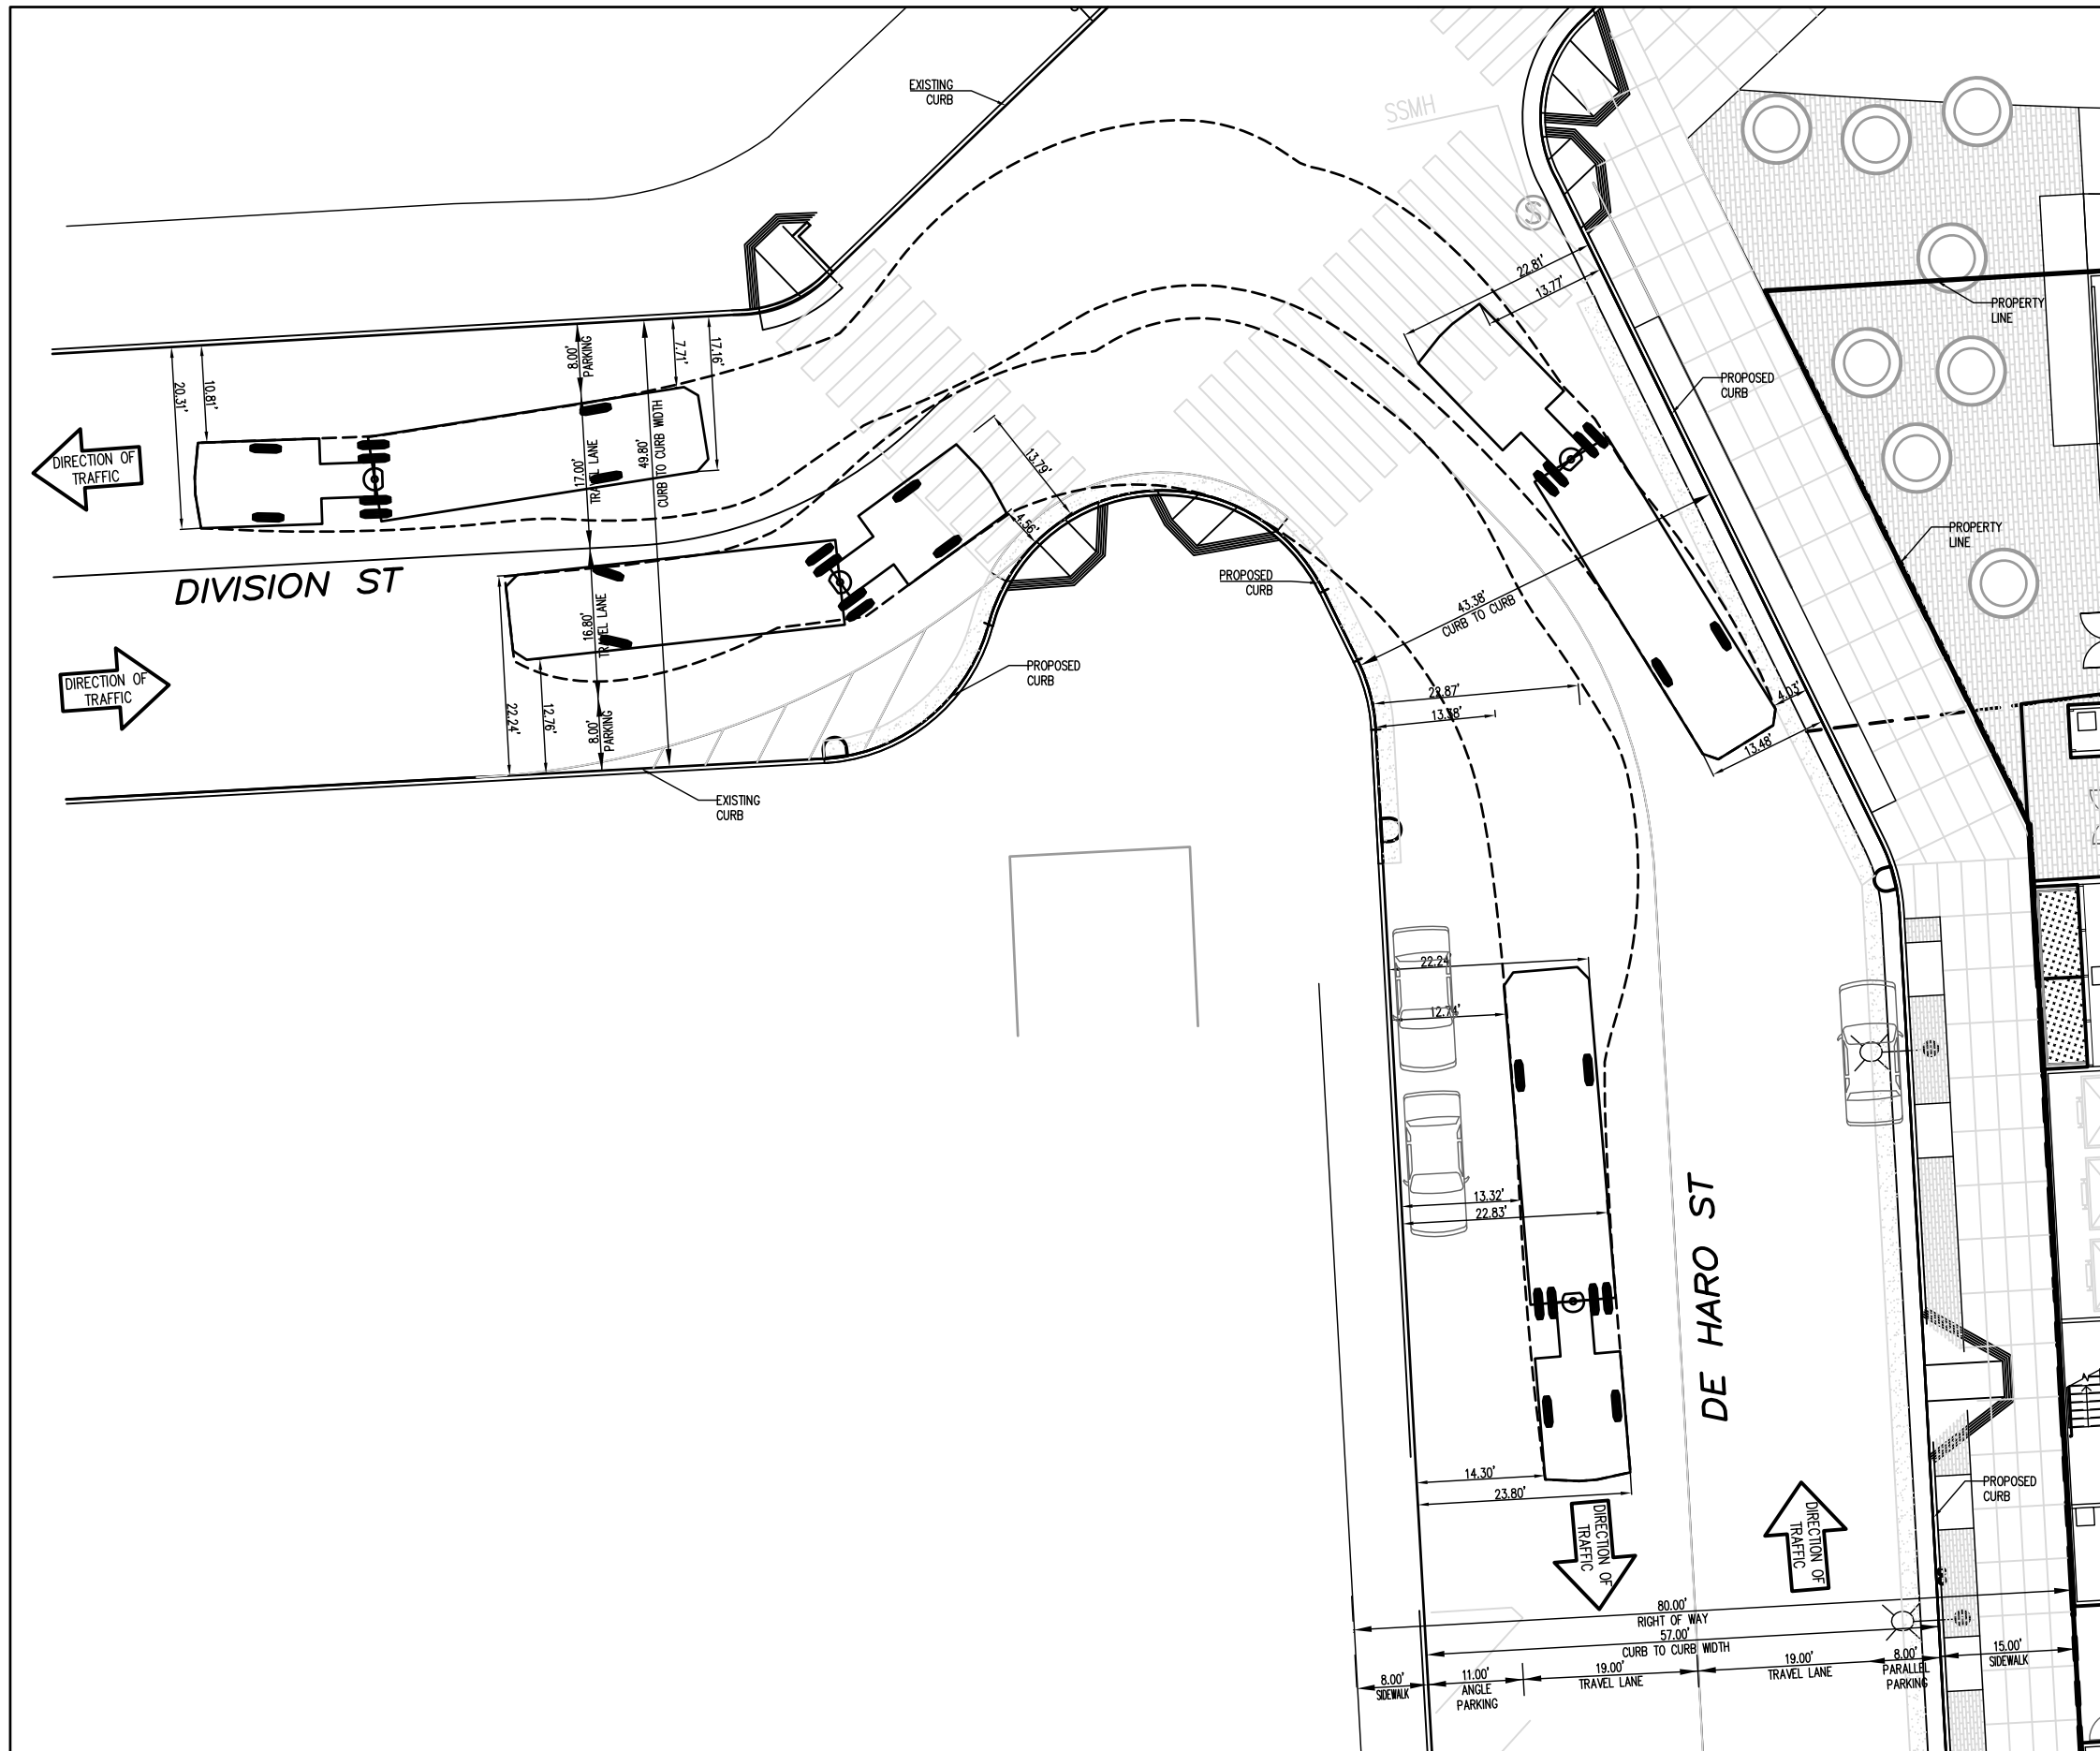 EXISTING
CURB
SSMH
S
22.81'
13.77'
PROPERTY
LINE
8.00'
PARKING
7.71'
17.16'
20.31'
10.81'
17.00'
TRAVEL LANE
49.80'
CURB TO CURB WIDTH
PROPOSED
CURB
DIRECTION OF
TRAFFIC
13.79'
4.56'
PROPERTY
LINE
DIVISION ST
PROPOSED
CURB
43.38'
CURB TO CURB
16.80'
TRAVEL LANE
DIRECTION OF
TRAFFIC
PROPOSED
CURB
22.87'
13.38'
4.03'
13.48'
22.24'
12.76'
8.00'
PARKING
EXISTING
CURB
22.24'
12.74'
13.32'
22.83'
DE HARO ST
14.30'
23.80'
PROPOSED
CURB
DIRECTION OF
TRAFFIC
DIRECTION OF
TRAFFIC
80.00'
RIGHT OF WAY
57.00'
CURB TO CURB WIDTH
8.00'
SIDEWALK
11.00'
ANGLE
PARKING
19.00'
TRAVEL LANE
19.00'
TRAVEL LANE
8.00'
PARALLEL
PARKING
15.00'
SIDEWALK